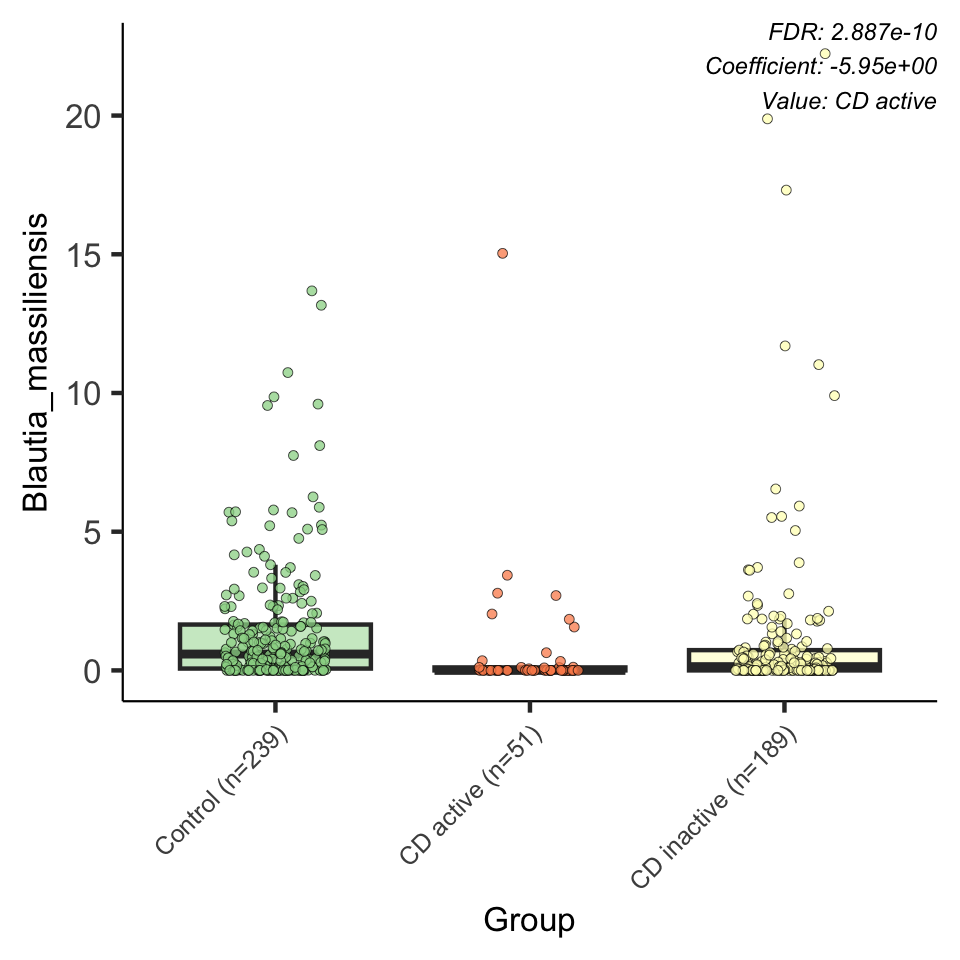 FDR: 2.887e-10
Coefficient: -5.95e+00
Value: CD active
Blautia_massiliensis
20
15
10
5
0
Control (n=239)
CD active (n=51)
CD inactive (n=189)
Group